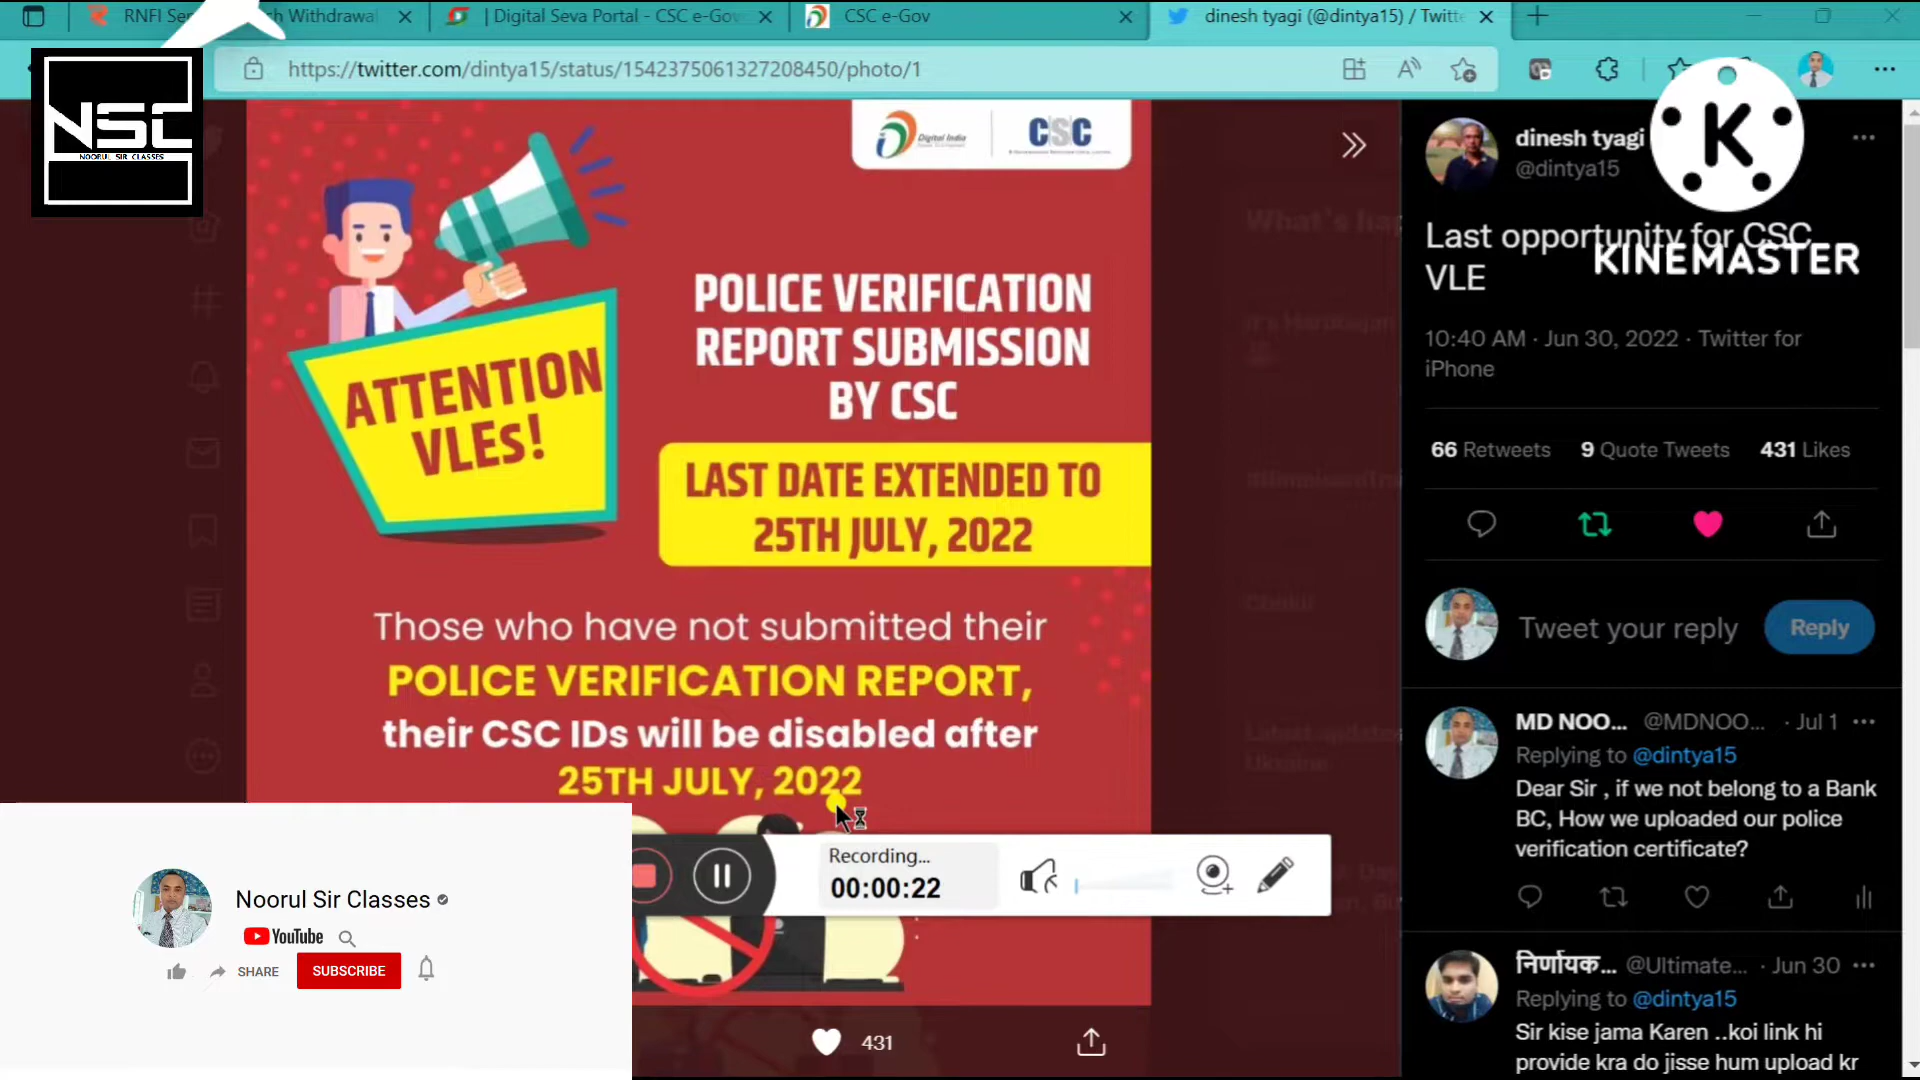 RNFI Se
h Withdrawal
| Digital Seva Portal - CSC e-Gov
CSC e-Gov
dinesh tyagi (@dintya15) / Twitte
https://twitter.com/dintya15/status/1542375061327208450/photo/1
NSC
NOORUL SIR CLASSES
Digital India
CSC
ATTENTION
VLEs!
POLICE VERIFICATION
REPORT SUBMISSION
BY CSC
LAST DATE EXTENDED TO
25TH JULY, 2022
Those who have not submitted their
POLICE VERIFICATION REPORT,
their CSC IDs will be disabled after
25TH JULY, 2022
Recording...
00:00:22
Noorul Sir Classes
YouTube
SHARE
SUBSCRIBE
431
What's hap
dinesh tyagi
@dintya15
K
KINEMASTER
Last opportunity for CSC
VLE
10:40 AM · Jun 30, 2022 · Twitter for
iPhone
66 Retweets 9 Quote Tweets 431 Likes
Tweet your reply
Reply
MD NOO... @MDNOO... · Jul 1
Replying to @dintya15
Dear Sir , if we not belong to a Bank
BC, How we uploaded our police
verification certificate?
निर्णायक... @Ultimate... · Jun 30
Replying to @dintya15
Sir kise jama Karen ..koi link hi
provide kra do jisse hum upload kr